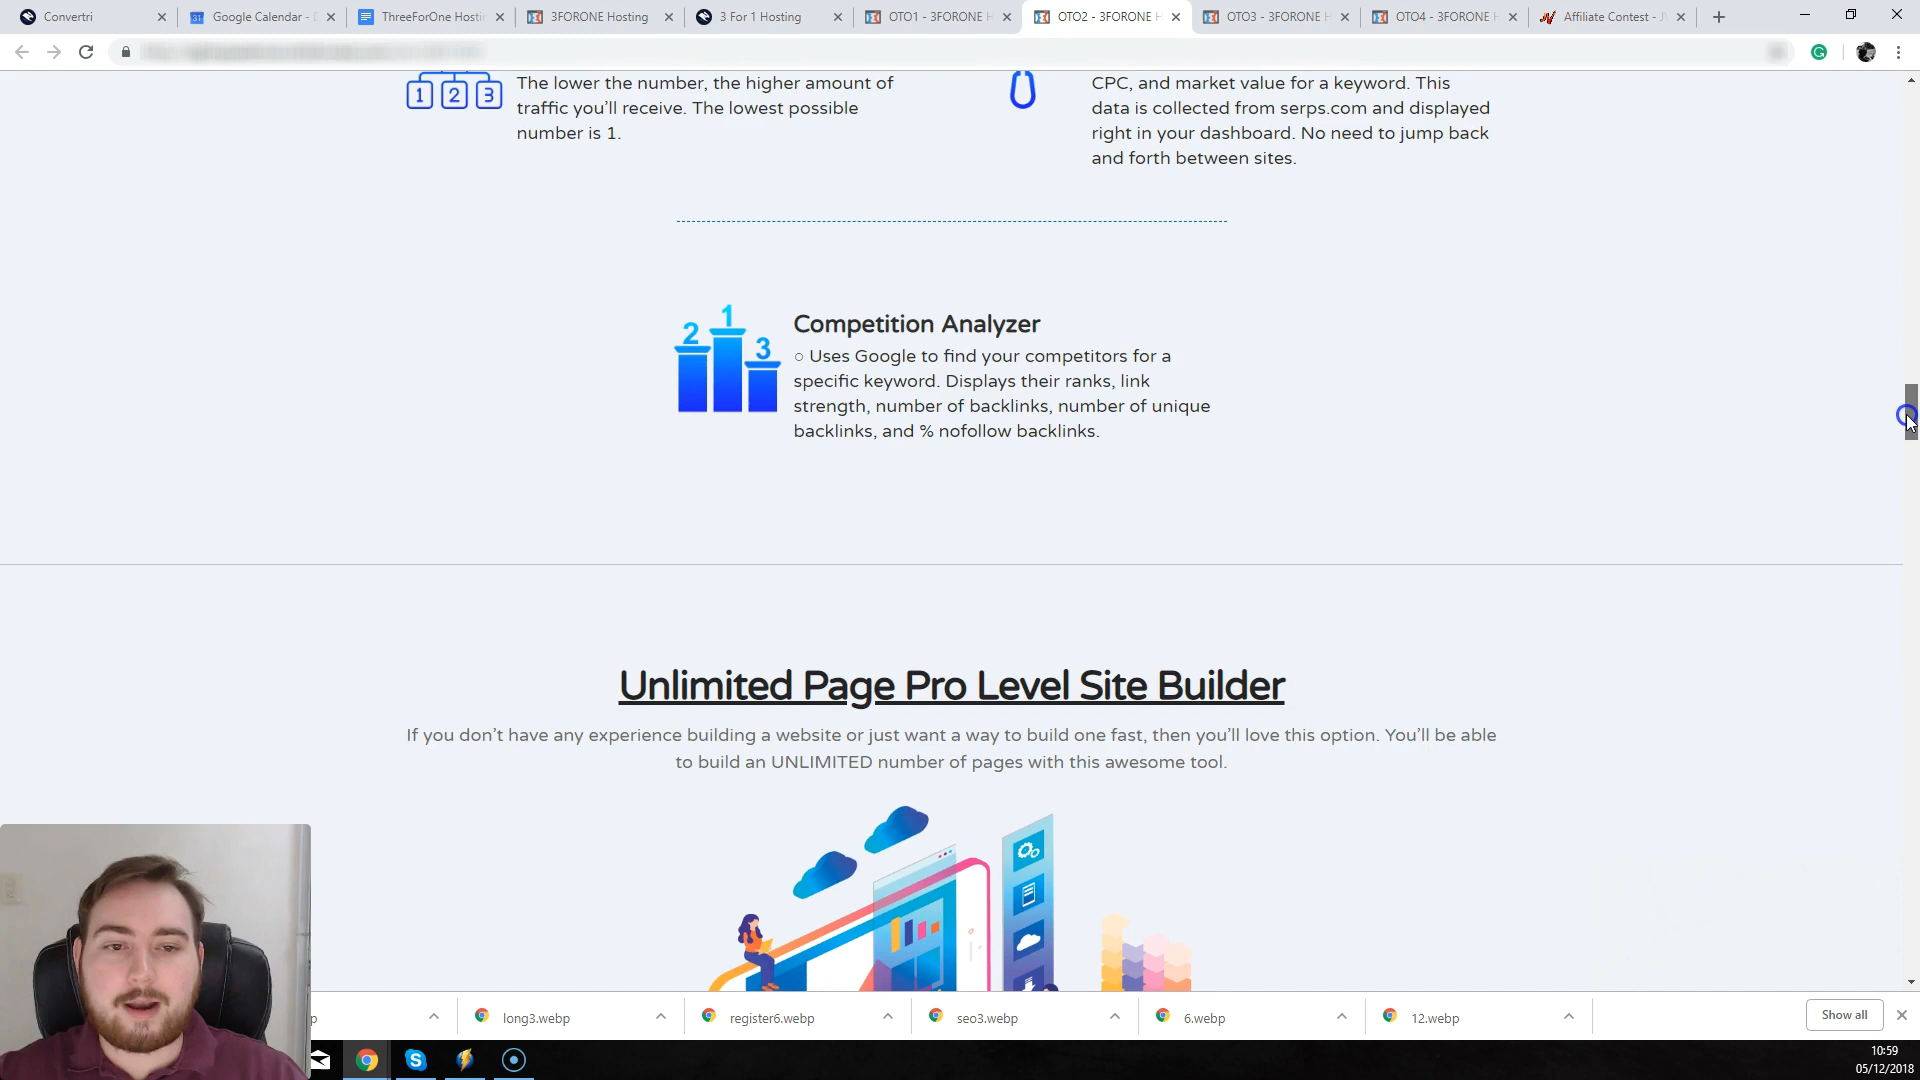 Convertri
Google Calendar - D
ThreeForOne Hostin
3FORONE Hosting
3 For 1 Hosting
OTO1 - 3FORONE H
OTO2 - 3FORONE H
OTO3 - 3FORONE H
OTO4 - 3FORONE H
Affiliate Contest - J
The lower the number, the higher amount of
traffic you'll receive. The lowest possible
number is 1.
CPC, and market value for a keyword. This
data is collected from serps.com and displayed
right in your dashboard. No need to jump back
and forth between sites.
1 2 3
2 1 3
Competition Analyzer
○ Uses Google to find your competitors for a
specific keyword. Displays their ranks, link
strength, number of backlinks, number of unique
backlinks, and % nofollow backlinks.
Unlimited Page Pro Level Site Builder
If you don't have any experience building a website or just want a way to build one fast, then you'll love this option. You'll be able
to build an UNLIMITED number of pages with this awesome tool.
p
long3.webp
register6.webp
seo3.webp
6.webp
12.webp
Show all
10:59
05/12/2018